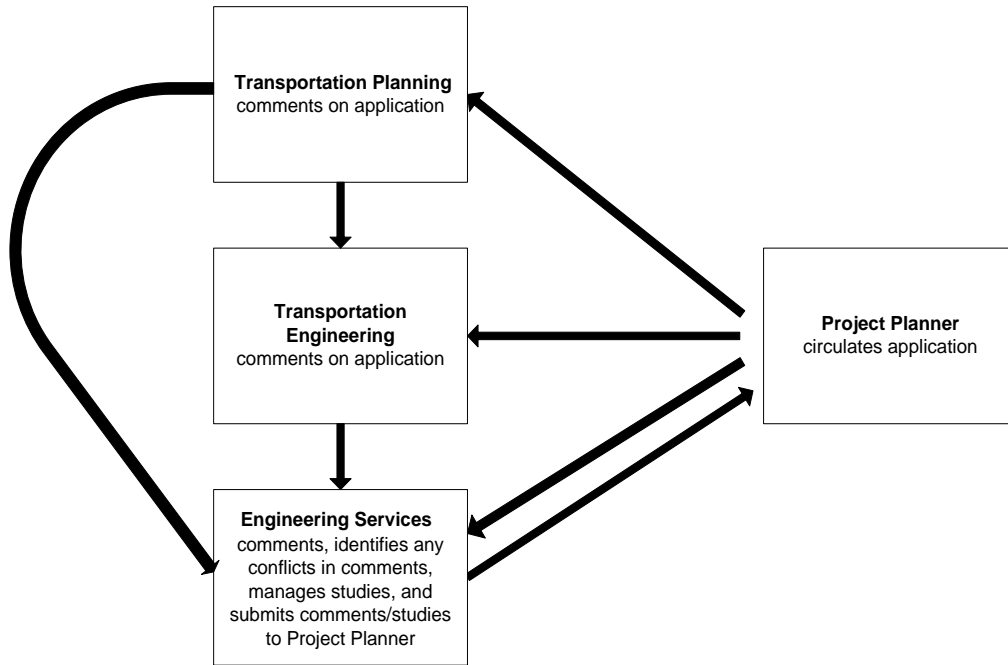 Transportation Planning
comments on application
Transportation
Engineering
comments on application
Project Planner
circulates application
Engineering Services
comments, identifies any
conflicts in comments,
manages studies, and
submits comments/studies
to Project Planner